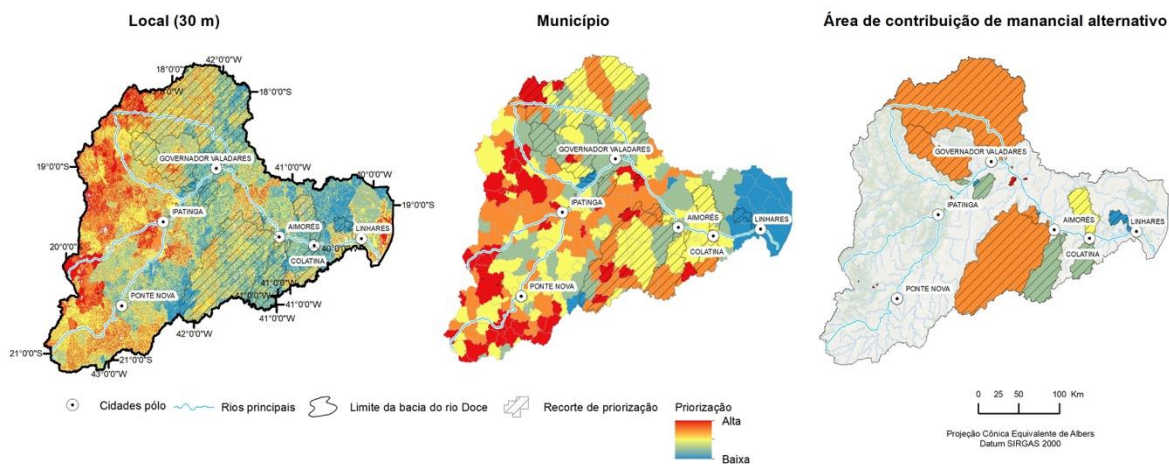 Local (30 m)
Município
Área de contribuição de manancial alternativo
42°0'0"W
18°0'0"S
18°0'0"S
GOVERNADOR VALADARES
41°0'0"W
19°0'0"S
19°0'0"S
IPATINGA
AIMORÉS
LINHARES
COLATINA
20°0'0"S
PONTE NOVA
41°0'0"W
42°0'0"W
21°0'0"S
21°0'0"S
43°0'0"W
GOVERNADOR VALADARES
IPATINGA
AIMORÉS
LINHARES
COLATINA
PONTE NOVA
GOVERNADOR VALADARES
IPATINGA
AIMORÉS
LINHARES
COLATINA
PONTE NOVA
Cidades pólo
Rios principais
Limite da bacia do rio Doce
Recorte de priorização
Priorização
Alta
Baixa
0 25 50 100 Km
Projeção Cônica Equivalente de Albers
Datum SIRGAS 2000